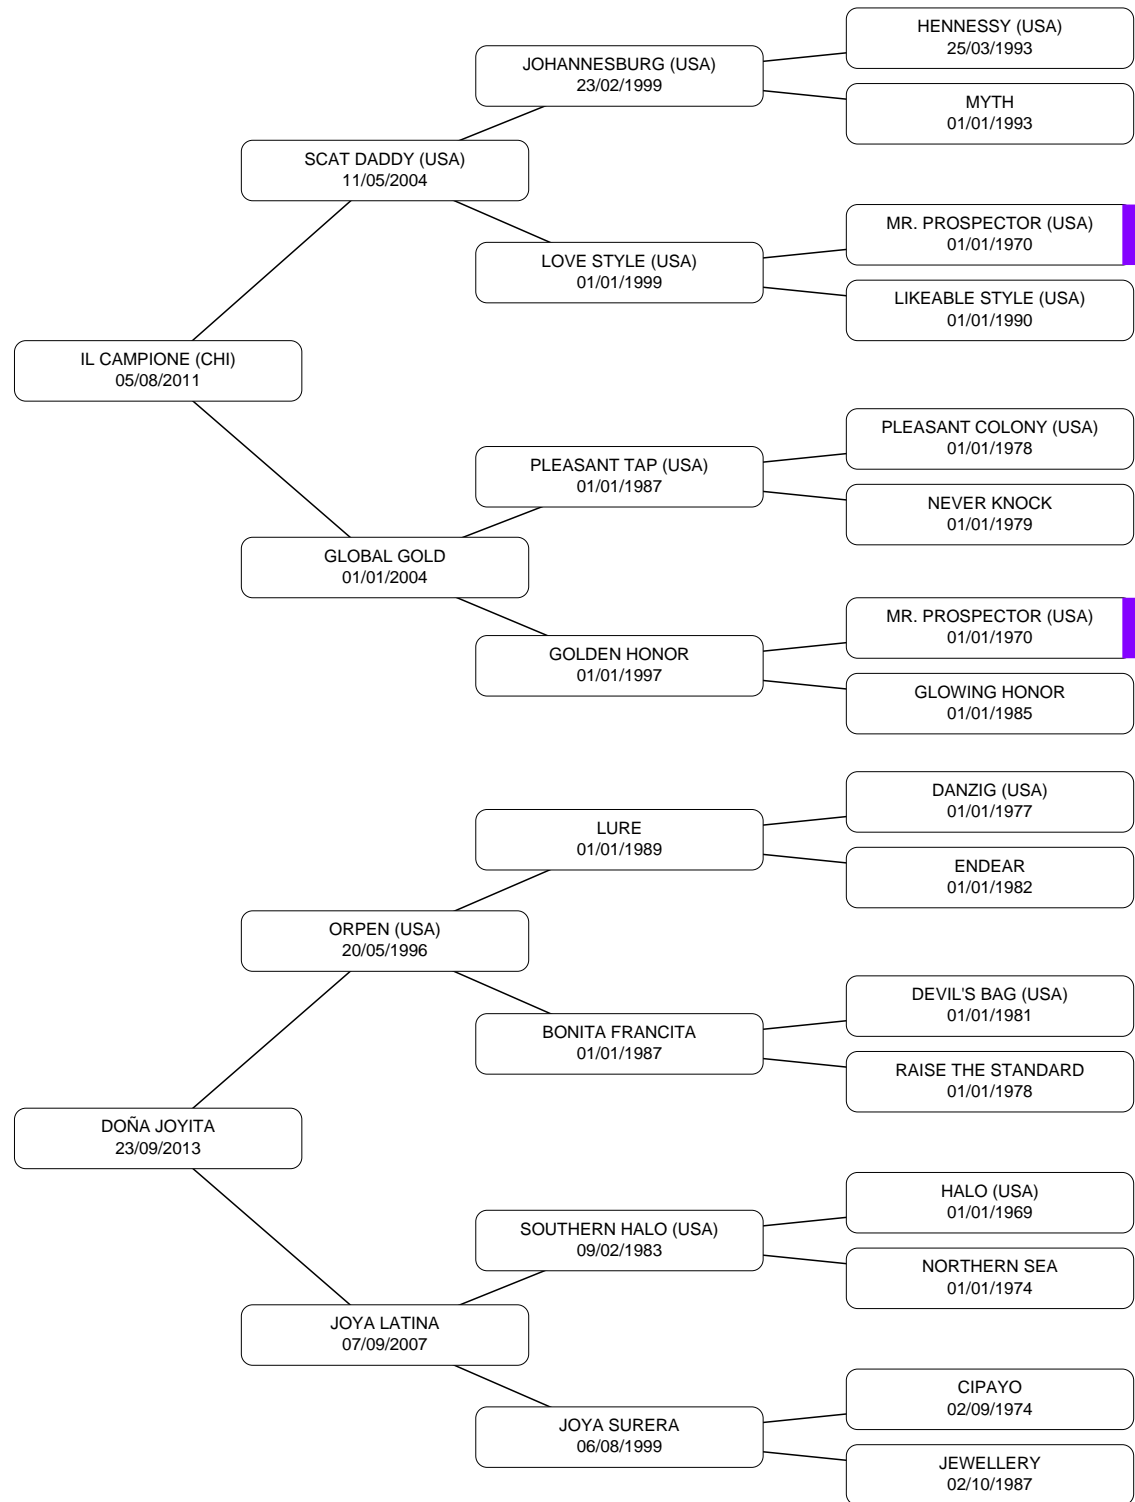 HENNESSY (USA)
25/03/1993
JOHANNESBURG (USA)
23/02/1999
MYTH
01/01/1993
SCAT DADDY (USA)
11/05/2004
MR. PROSPECTOR (USA)
01/01/1970
LOVE STYLE (USA)
01/01/1999
LIKEABLE STYLE (USA)
01/01/1990
IL CAMPIONE (CHI)
05/08/2011
PLEASANT COLONY (USA)
01/01/1978
PLEASANT TAP (USA)
01/01/1987
NEVER KNOCK
01/01/1979
GLOBAL GOLD
01/01/2004
MR. PROSPECTOR (USA)
01/01/1970
GOLDEN HONOR
01/01/1997
GLOWING HONOR
01/01/1985
DANZIG (USA)
01/01/1977
LURE
01/01/1989
ENDEAR
01/01/1982
ORPEN (USA)
20/05/1996
DEVIL'S BAG (USA)
01/01/1981
BONITA FRANCITA
01/01/1987
RAISE THE STANDARD
01/01/1978
DOÑA JOYITA
23/09/2013
HALO (USA)
01/01/1969
SOUTHERN HALO (USA)
09/02/1983
NORTHERN SEA
01/01/1974
JOYA LATINA
07/09/2007
CIPAYO
02/09/1974
JOYA SURERA
06/08/1999
JEWELLERY
02/10/1987